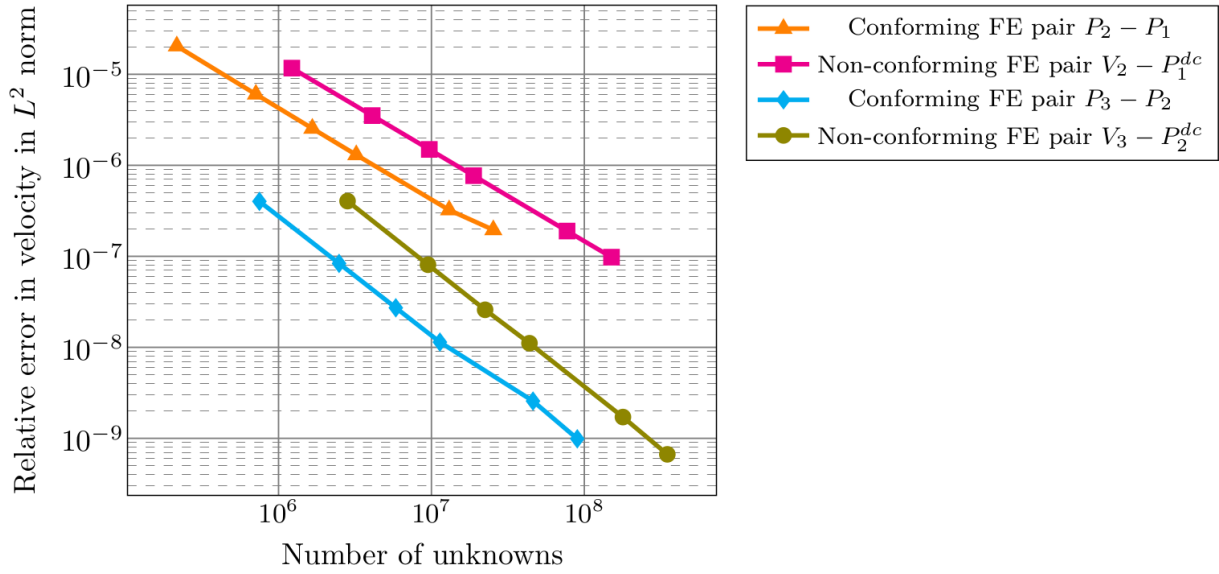 Relative error in velocity in $L^2$ norm
$10^{-5}$
$10^{-6}$
$10^{-7}$
$10^{-8}$
$10^{-9}$
$10^6$ $10^7$ $10^8$
Number of unknowns
Conforming FE pair $P_2 - P_1$
Non-conforming FE pair $V_2 - P_1^{dc}$
Conforming FE pair $P_3 - P_2$
Non-conforming FE pair $V_3 - P_2^{dc}$